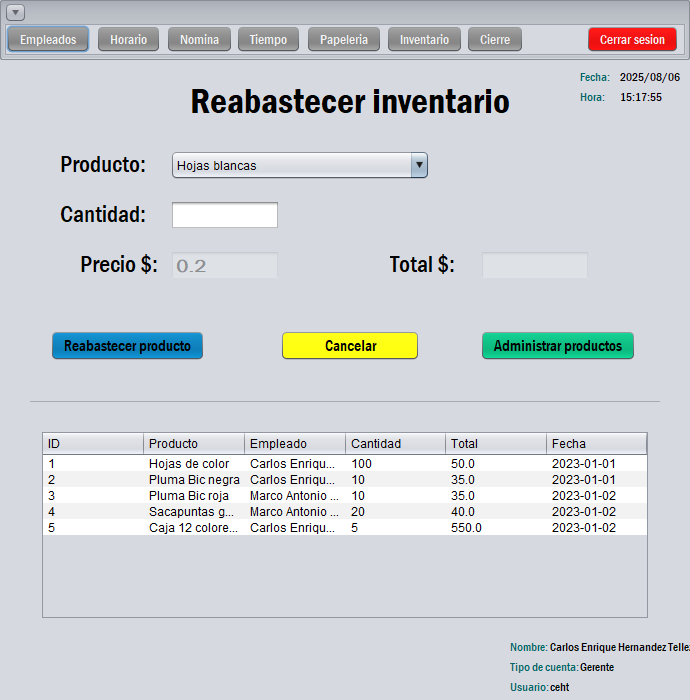 Empleados Horario Nomina Tiempo Papeleria Inventario Cierre Cerrar sesion
Fecha: 2025/08/06
Hora: 15:17:55
Reabastecer inventario
Producto: Hojas blancas
Cantidad:
Precio $: 0.2 Total $:
Reabastecer producto Cancelar Administrar productos
ID Producto Empleado Cantidad Total Fecha
1 Hojas de color Carlos Enriqu... 100 50.0 2023-01-01
2 Pluma Bic negra Carlos Enriqu... 10 35.0 2023-01-01
3 Pluma Bic roja Marco Antonio ... 10 35.0 2023-01-02
4 Sacapuntas g... Marco Antonio ... 20 40.0 2023-01-02
5 Caja 12 colore... Carlos Enriqu... 5 550.0 2023-01-02
Nombre: Carlos Enrique Hernandez Tellez
Tipo de cuenta: Gerente
Usuario: ceht